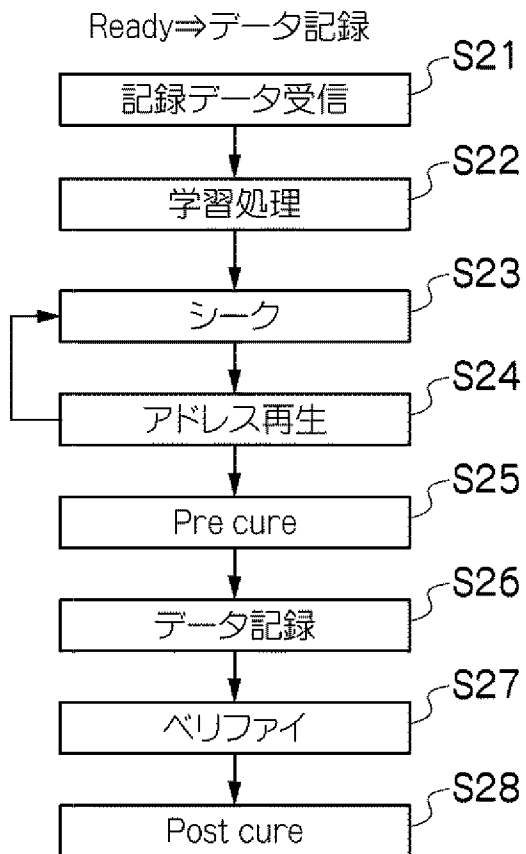 Ready⇒データ記録
S21
記録データ受信
S22
学習処理
S23
シーク
S24
アドレス再生
S25
Pre cure
S26
データ記録
S27
ベリファイ
S28
Post cure